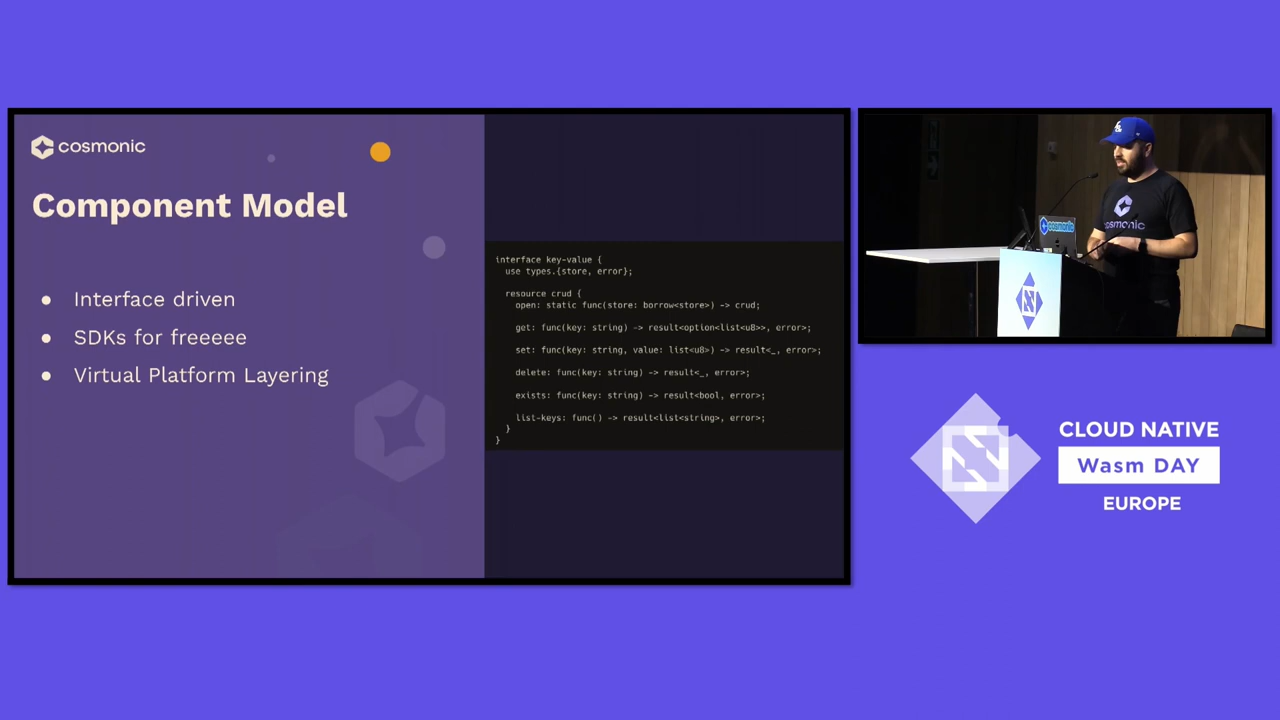 cosmonic
Component Model
● Interface driven
● SDKs for freeeee
● Virtual Platform Layering
interface key-value {
use types.{store, error};
resource crud {
open: static func(store: borrow<store>) -> crud;
get: func(key: string) -> result<option<list<u8>>, error>;
set: func(key: string, value: list<u8>) -> result<_, error>;
delete: func(key: string) -> result<_, error>;
exists: func(key: string) -> result<bool, error>;
list-keys: func() -> result<list<string>, error>;
}
}
cosmonic
cosmonic
CLOUD NATIVE
Wasm DAY
EUROPE